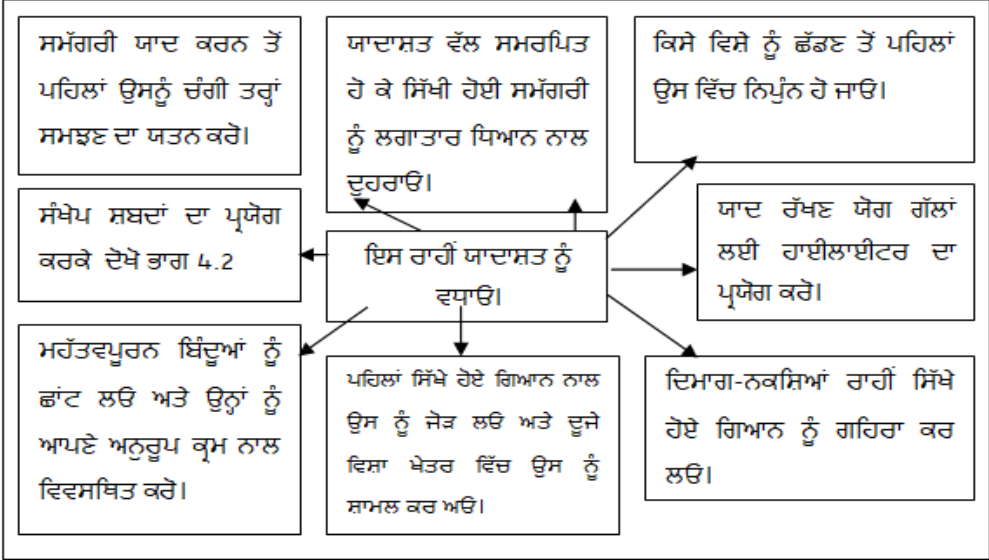 ਸਮੱਗਰੀ ਯਾਦ ਕਰਨ ਤੋਂ
ਪਹਿਲਾਂ ਉਸਨੂੰ ਚੰਗੀ ਤਰ੍ਹਾਂ
ਸਮਝਣ ਦਾ ਯਤਨ ਕਰੋ।
ਯਾਦਾਸ਼ਤ ਵੱਲ ਸਮਰਪਿਤ
ਹੋ ਕੇ ਸਿੱਖੀ ਹੋਈ ਸਮੱਗਰੀ
ਨੂੰ ਲਗਾਤਾਰ ਧਿਆਨ ਨਾਲ
ਦੁਹਰਾਓ।
ਕਿਸੇ ਵਿਸ਼ੇ ਨੂੰ ਛੱਡਣ ਤੋਂ ਪਹਿਲਾਂ
ਉਸ ਵਿੱਚ ਨਿਪੁੰਨ ਹੋ ਜਾਓ।
ਸੰਖੇਪ ਸ਼ਬਦਾਂ ਦਾ ਪ੍ਰਯੋਗ
ਕਰਕੇ ਦੋਖੋ ਭਾਗ 4.2
ਇਸ ਰਾਹੀਂ ਯਾਦਾਸ਼ਤ ਨੂੰ
ਵਧਾਓ।
ਯਾਦ ਰੱਖਣ ਯੋਗ ਗੱਲਾਂ
ਲਈ ਹਾਈਲਾਈਟਰ ਦਾ
ਪ੍ਰਯੋਗ ਕਰੋ।
ਮਹੱਤਵਪੂਰਨ ਬਿੰਦੂਆਂ ਨੂੰ
ਛਾਂਟ ਲਓ ਅਤੇ ਉਨ੍ਹਾਂ ਨੂੰ
ਆਪਣੇ ਅਨੁਰੂਪ ਕ੍ਰਮ ਨਾਲ
ਵਿਵਸਥਿਤ ਕਰੋ।
ਪਹਿਲਾਂ ਸਿੱਖੇ ਹੋਏ ਗਿਆਨ ਨਾਲ
ਉਸ ਨੂੰ ਜੋੜ ਲਓ ਅਤੇ ਦੂਜੇ
ਵਿਸ਼ਾ ਖੇਤਰ ਵਿੱਚ ਉਸ ਨੂੰ
ਸ਼ਾਮਲ ਕਰ ਅਓ।
ਦਿਮਾਗ-ਨਕਸ਼ਿਆਂ ਰਾਹੀਂ ਸਿੱਖੇ
ਹੋਏ ਗਿਆਨ ਨੂੰ ਗਹਿਰਾ ਕਰ
ਲਓ।